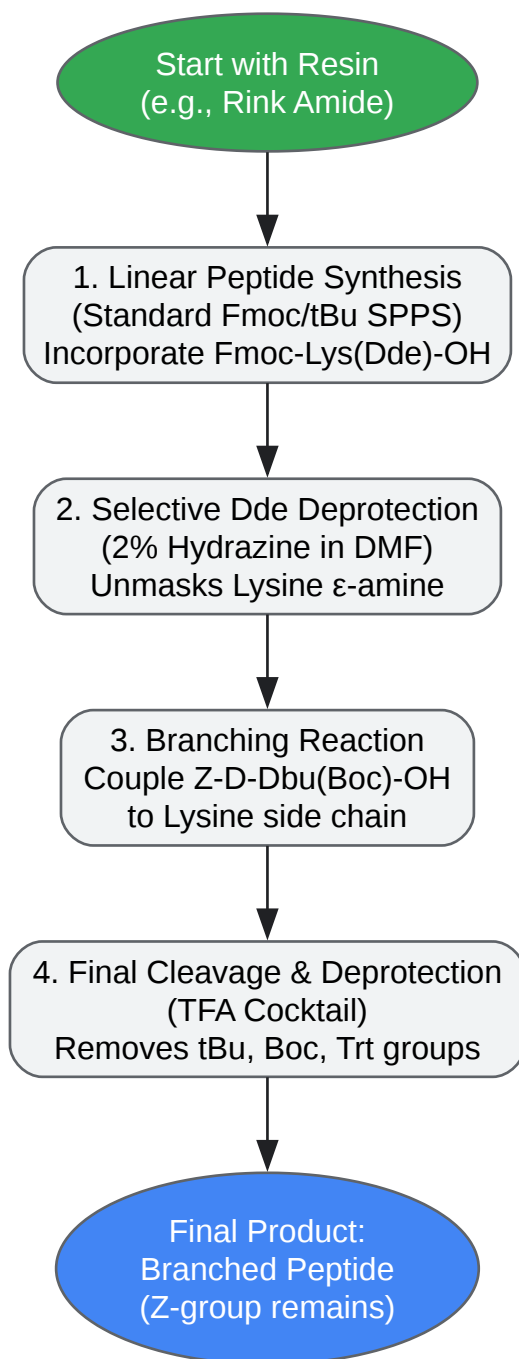 Start with Resin
(e.g., Rink Amide)
1. Linear Peptide Synthesis
(Standard Fmoc/tBu SPPS)
Incorporate Fmoc-Lys(Dde)-OH
2. Selective Dde Deprotection
(2% Hydrazine in DMF)
Unmasks Lysine ε-amine
3. Branching Reaction
Couple Z-D-Dbu(Boc)-OH
to Lysine side chain
4. Final Cleavage & Deprotection
(TFA Cocktail)
Removes tBu, Boc, Trt groups
Final Product:
Branched Peptide
(Z-group remains)